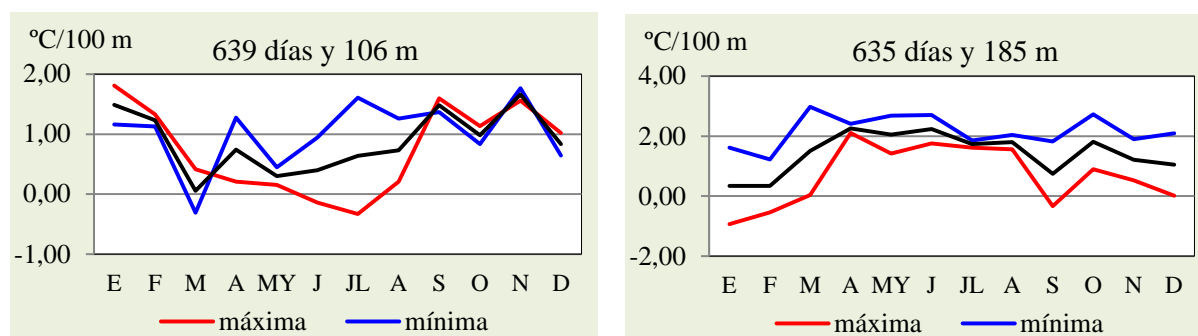 ºC/100 m
639 días y 106 m
2,00
1,00
0,00
-1,00
E F M A MY J JL A S O N D
máxima mínima
ºC/100 m
635 días y 185 m
4,00
2,00
0,00
-2,00
E F M A MY J JL A S O N D
máxima mínima